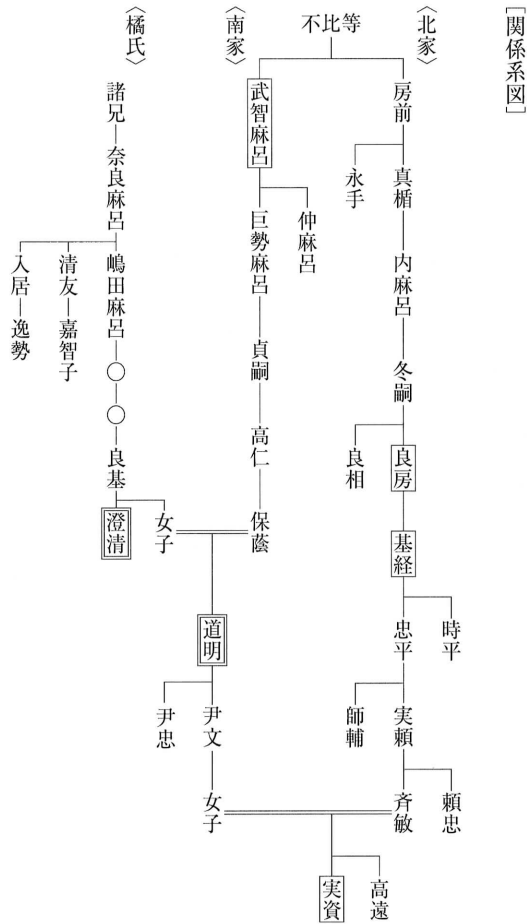 ［関係系図］
〈北家〉
房前
真楯
永手
内麻呂
冬嗣
良房
良相
基経
時平
忠平
実頼
師輔
頼忠
斉敏
高遠
実資
不比等
〈南家〉
武智麻呂
仲麻呂
巨勢麻呂
貞嗣
高仁
保蔭
女子
道明
尹文
尹忠
女子
〈橘氏〉
諸兄
奈良麻呂
嶋田麻呂
清友
嘉智子
入居
逸勢
○
○
良基
澄清